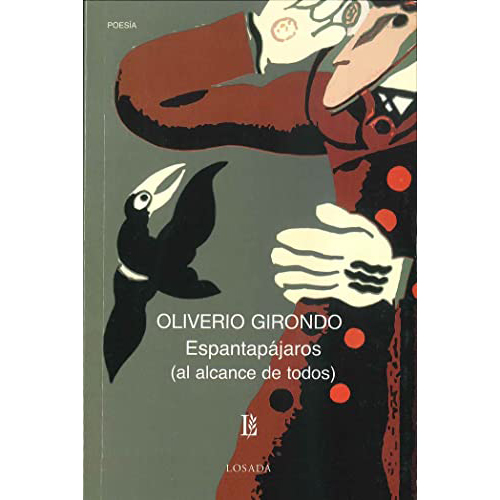 POESÍA
OLIVERIO GIRONDO
Espantapájaros
(al alcance de todos)
LOSADA